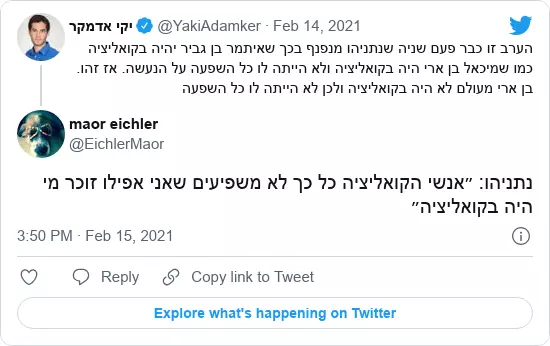 יקי אדמקר @YakiAdamker · Feb 14, 2021
הערב זו כבר פעם שניה שנתניהו מנפנף בכך שאיתמר בן גביר יהיה בקואליציה
כמו שמיכאל בן ארי היה בקואליציה ולא הייתה לו כל השפעה על הנעשה. אז זהו.
בן ארי מעולם לא היה בקואליציה ולכן לא הייתה לו כל השפעה
maor eichler
@EichlerMaor
נתניהו: ״אנשי הקואליציה כל כך לא משפיעים שאני אפילו זוכר מי
היה בקואליציה״
3:50 PM · Feb 15, 2021
Reply Copy link to Tweet
Explore what's happening on Twitter